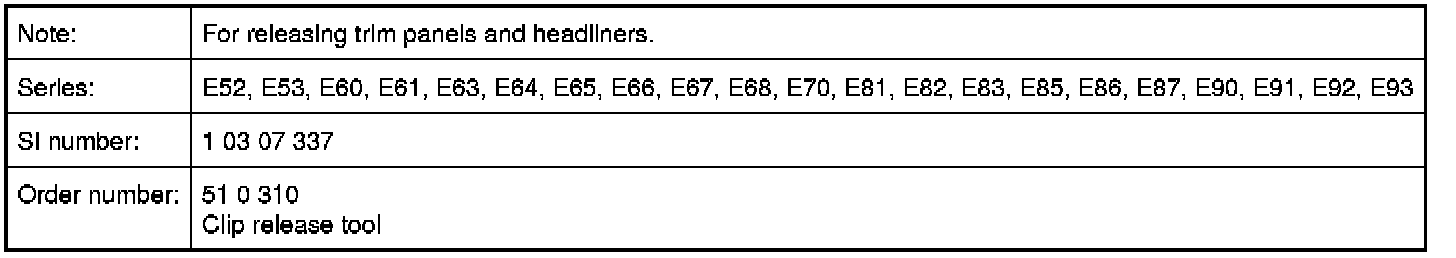 Note: For releasing trim panels and headliners.
Series: E52, E53, E60, E61, E63, E64, E65, E66, E67, E68, E70, E81, E82, E83, E85, E86, E87, E90, E91, E92, E93
SI number: 1 03 07 337
Order number: 51 0 310
Clip release tool